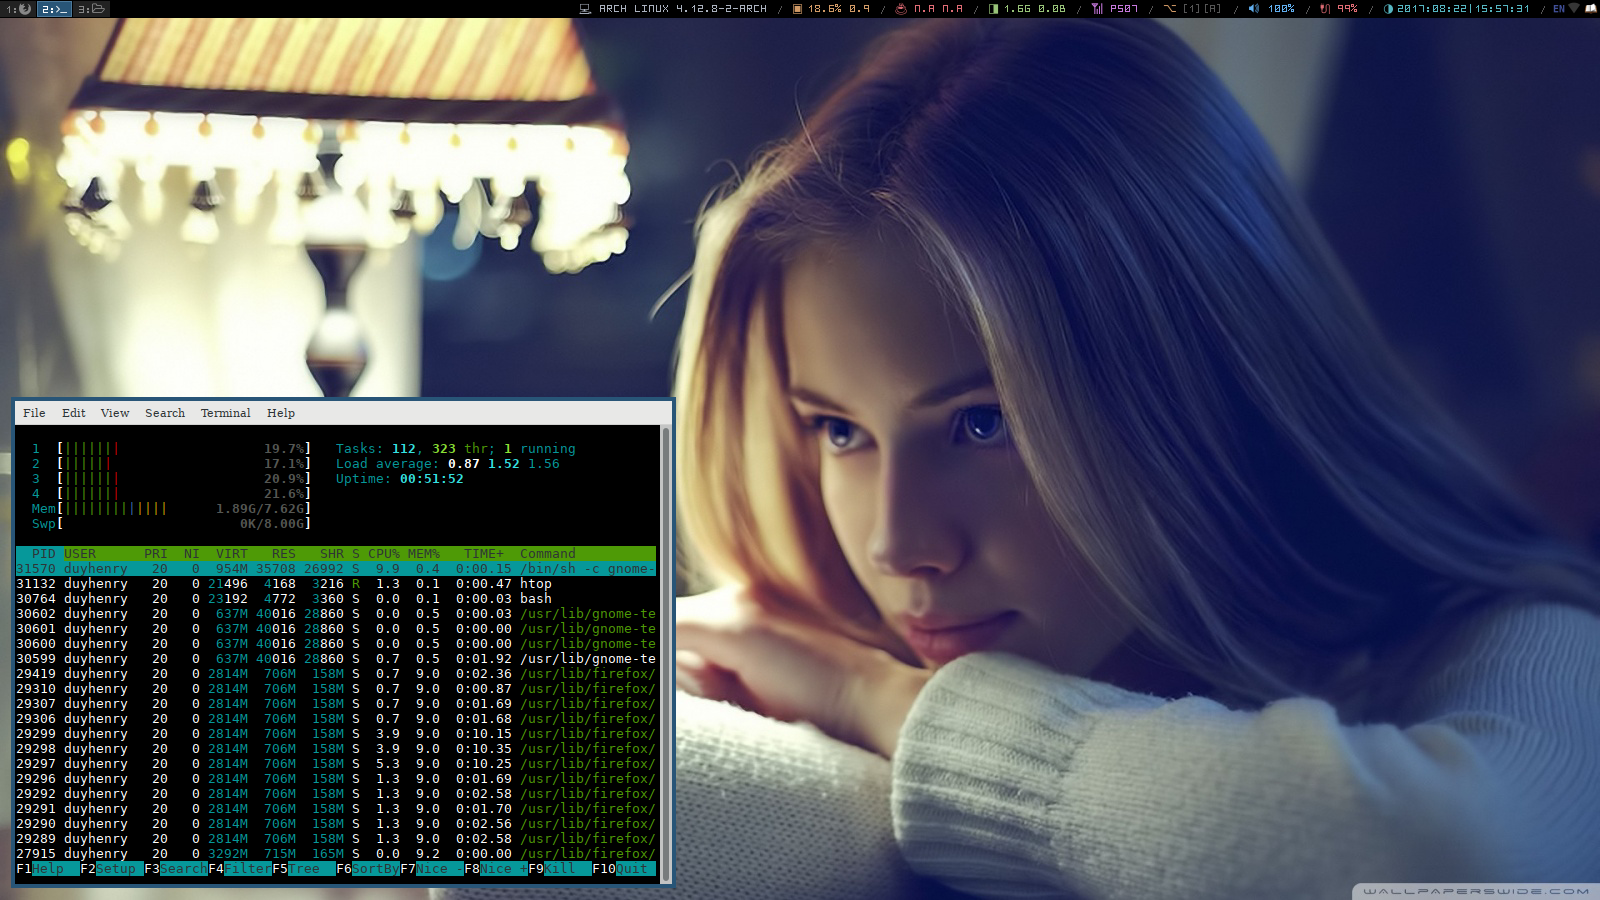 1: 2:>_ 3: ARCH LINUX 4.12.8-2-ARCH / 18.6% 0.9 / N.A N.A / 1.6G 0.0B / PS07 / [1][A] / 100% / 99% / 2017:08:22|15:57:31 / EN
File Edit View Search Terminal Help
1 [||||||| 19.7%] Tasks: 112, 323 thr; 1 running
2 [|||||| 17.1%] Load average: 0.87 1.52 1.56
3 [||||||| 20.9%] Uptime: 00:51:52
4 [||||||| 21.6%]
Mem[||||||||||||| 1.89G/7.62G]
Swp[ 0K/8.00G]
PID USER PRI NI VIRT RES SHR S CPU% MEM% TIME+ Command
31570 duyhenry 20 0 954M 35708 26992 S 9.9 0.4 0:00.15 /bin/sh -c gnome-
31132 duyhenry 20 0 21496 4168 3216 R 1.3 0.1 0:00.47 htop
30764 duyhenry 20 0 23192 4772 3360 S 0.0 0.1 0:00.03 bash
30602 duyhenry 20 0 637M 40016 28860 S 0.0 0.5 0:00.03 /usr/lib/gnome-te
30601 duyhenry 20 0 637M 40016 28860 S 0.0 0.5 0:00.00 /usr/lib/gnome-te
30600 duyhenry 20 0 637M 40016 28860 S 0.0 0.5 0:00.00 /usr/lib/gnome-te
30599 duyhenry 20 0 637M 40016 28860 S 0.7 0.5 0:01.92 /usr/lib/gnome-te
29419 duyhenry 20 0 2814M 706M 158M S 0.7 9.0 0:02.36 /usr/lib/firefox/
29310 duyhenry 20 0 2814M 706M 158M S 0.7 9.0 0:00.87 /usr/lib/firefox/
29307 duyhenry 20 0 2814M 706M 158M S 0.7 9.0 0:01.69 /usr/lib/firefox/
29306 duyhenry 20 0 2814M 706M 158M S 0.7 9.0 0:01.68 /usr/lib/firefox/
29299 duyhenry 20 0 2814M 706M 158M S 3.9 9.0 0:10.15 /usr/lib/firefox/
29298 duyhenry 20 0 2814M 706M 158M S 3.9 9.0 0:10.35 /usr/lib/firefox/
29297 duyhenry 20 0 2814M 706M 158M S 5.3 9.0 0:10.25 /usr/lib/firefox/
29296 duyhenry 20 0 2814M 706M 158M S 1.3 9.0 0:01.69 /usr/lib/firefox/
29292 duyhenry 20 0 2814M 706M 158M S 1.3 9.0 0:02.58 /usr/lib/firefox/
29291 duyhenry 20 0 2814M 706M 158M S 1.3 9.0 0:01.70 /usr/lib/firefox/
29290 duyhenry 20 0 2814M 706M 158M S 1.3 9.0 0:02.56 /usr/lib/firefox/
29289 duyhenry 20 0 2814M 706M 158M S 1.3 9.0 0:02.58 /usr/lib/firefox/
27915 duyhenry 20 0 3292M 715M 165M S 0.0 9.2 0:00.00 /usr/lib/firefox/
F1Help F2Setup F3SearchF4FilterF5Tree F6SortByF7Nice -F8Nice +F9Kill F10Quit
WALLPAPERSWIDE.COM